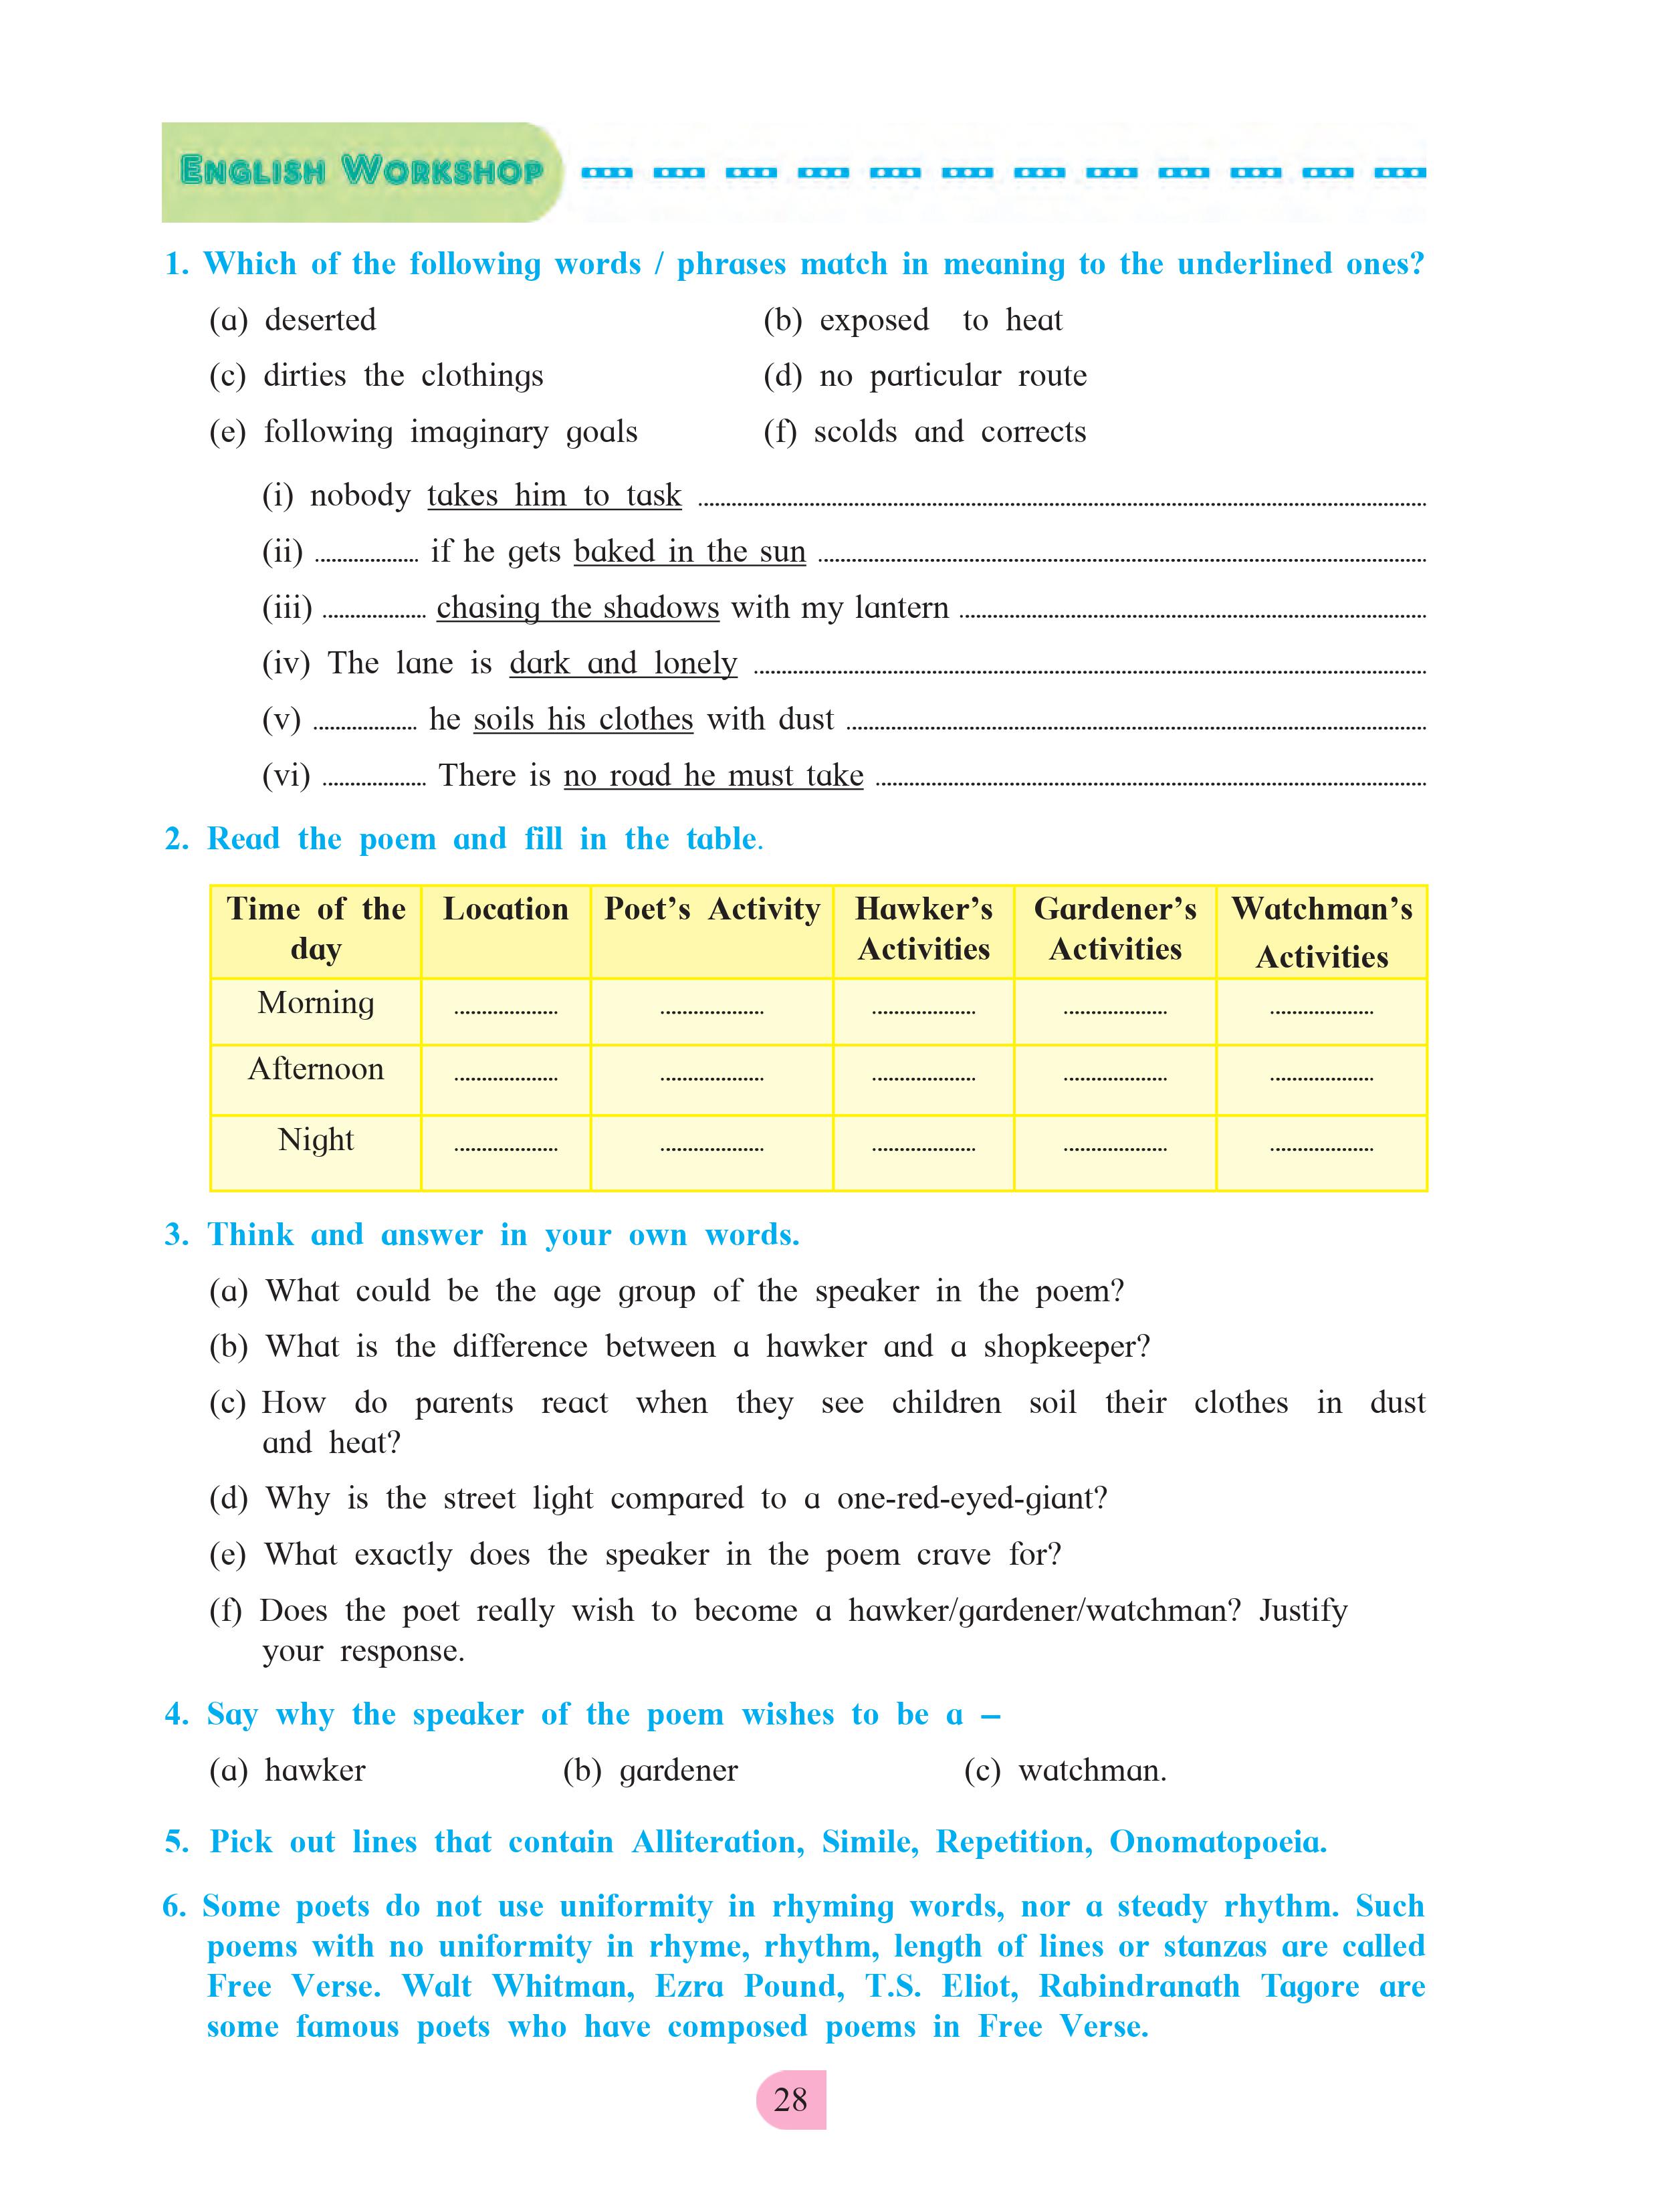 ENGLISH WORKSHOP
1. Which of the following words / phrases match in meaning to the underlined ones?
(a) deserted (b) exposed to heat
(c) dirties the clothings (d) no particular route
(e) following imaginary goals (f) scolds and corrects
(i) nobody takes him to task ....................
(ii) .................. if he gets baked in the sun ....................
(iii) .................. chasing the shadows with my lantern ....................
(iv) The lane is dark and lonely ....................
(v) .................. he soils his clothes with dust ....................
(vi) .................. There is no road he must take ....................
2. Read the poem and fill in the table.
Time of the Location Poet's Activity Hawker's Gardener's Watchman's
day Activities Activities Activities
Morning .................. .................. .................. .................. ..................
Afternoon .................. .................. .................. .................. ..................
Night .................. .................. .................. .................. ..................
3. Think and answer in your own words.
(a) What could be the age group of the speaker in the poem?
(b) What is the difference between a hawker and a shopkeeper?
(c) How do parents react when they see children soil their clothes in dust
and heat?
(d) Why is the street light compared to a one-red-eyed-giant?
(e) What exactly does the speaker in the poem crave for?
(f) Does the poet really wish to become a hawker/gardener/watchman? Justify
your response.
4. Say why the speaker of the poem wishes to be a –
(a) hawker (b) gardener (c) watchman.
5. Pick out lines that contain Alliteration, Simile, Repetition, Onomatopoeia.
6. Some poets do not use uniformity in rhyming words, nor a steady rhythm. Such
poems with no uniformity in rhyme, rhythm, length of lines or stanzas are called
Free Verse. Walt Whitman, Ezra Pound, T.S. Eliot, Rabindranath Tagore are
some famous poets who have composed poems in Free Verse.
28